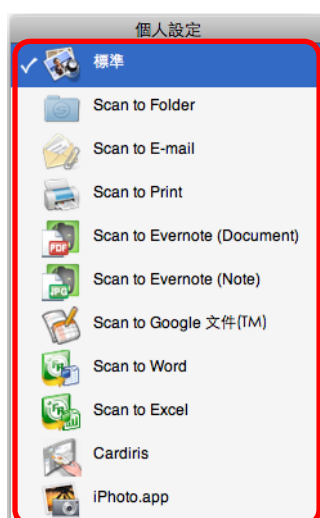 個人設定
標準
Scan to Folder
Scan to E-mail
Scan to Print
PDF
Scan to Evernote (Document)
JPG
Scan to Evernote (Note)
Scan to Google 文件(TM)
Scan to Word
Scan to Excel
Cardiris
iPhoto.app